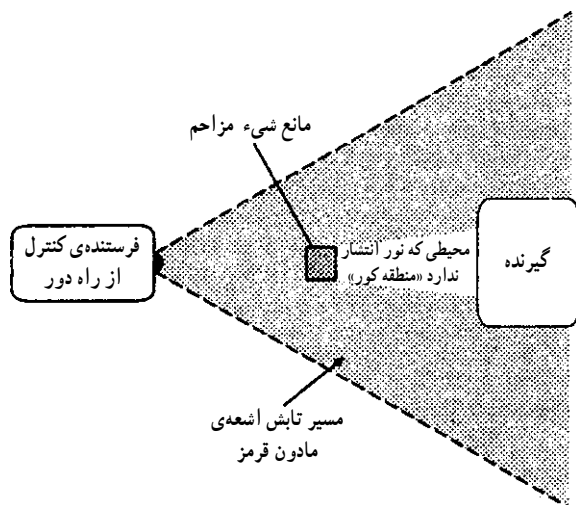 مانع شیء مزاحم
فرستنده‌ی کنترل
از راه دور
محیطی که نور انتشار
ندارد «منطقه کور»
گیرنده
مسیر تابش اشعه‌ی
مادون قرمز